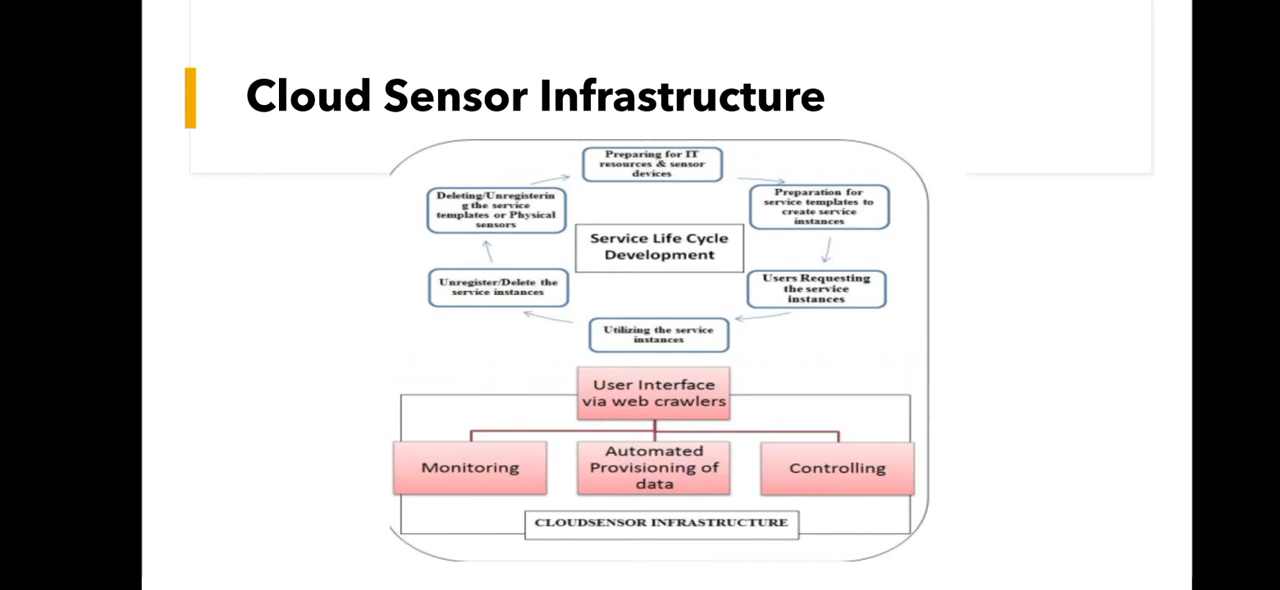 Cloud Sensor Infrastructure
Preparing for IT
resources & sensor
devices
Preparation for
service templates to
create service
instances
Users Requesting
the service
instances
Utilizing the service
instances
Unregister/Delete the
service instances
Deleting/Unregisterin
g the service
templates or Physical
sensors
Service Life Cycle
Development
User Interface
via web crawlers
Monitoring
Automated
Provisioning of
data
Controlling
CLOUDSENSOR INFRASTRUCTURE